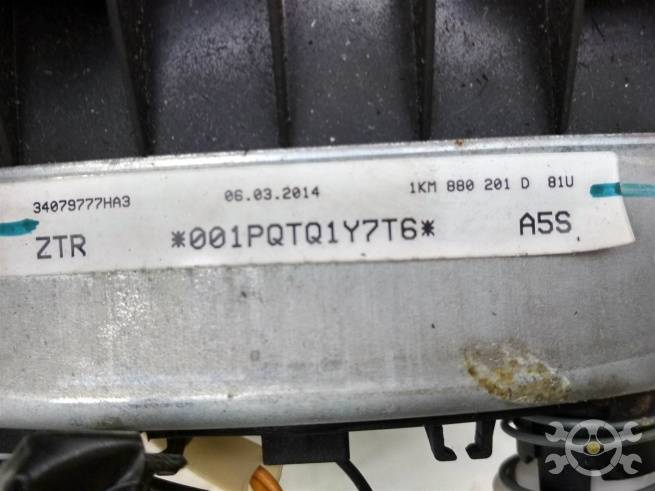 34079777HA3 06.03.2014 1KM 880 201 D 81U
ZTR *001PQTQ1Y7T6* A5S